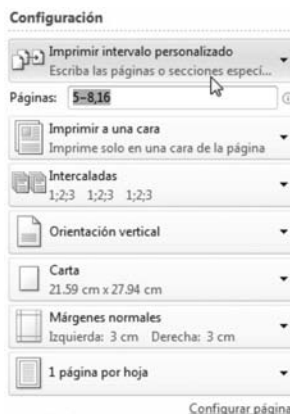 Configuración
Imprimir intervalo personalizado
Escriba las páginas o secciones especí...
Páginas: 5-8,16
Imprimir a una cara
Imprime solo en una cara de la página
Intercaladas
1;2;3 1;2;3 1;2;3
Orientación vertical
Carta
21.59 cm x 27.94 cm
Márgenes normales
Izquierda: 3 cm Derecha: 3 cm
1 página por hoja
Configurar página